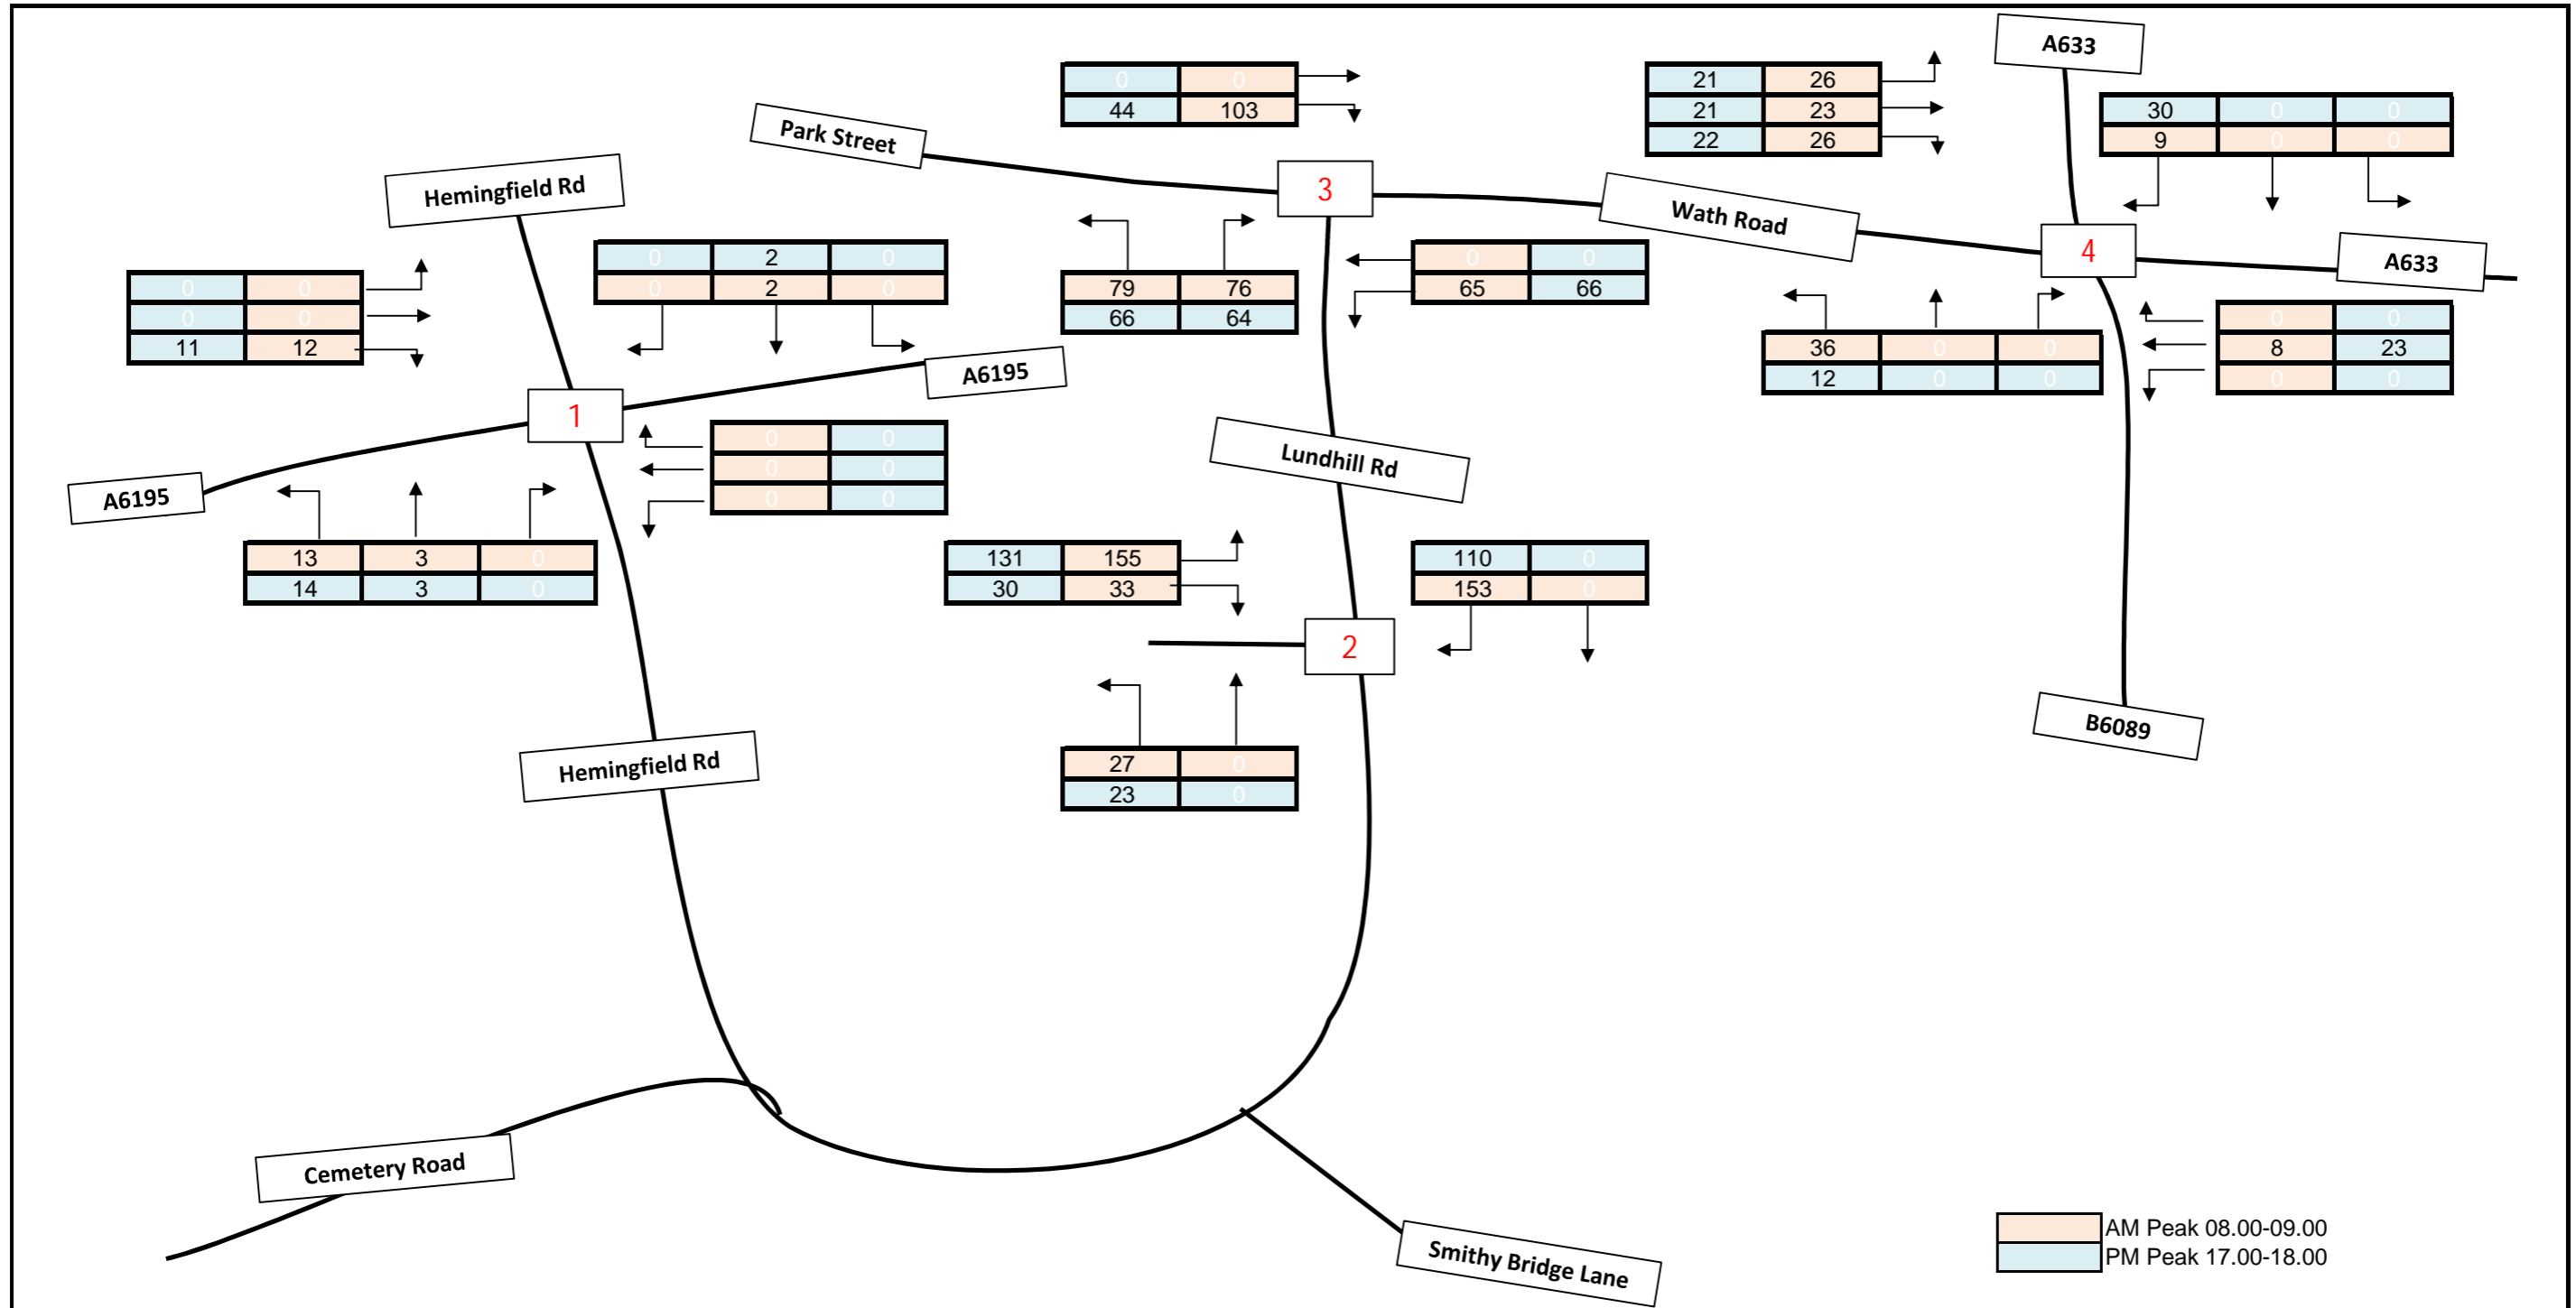 A633
0 0
44 103
21 26
21 23
22 26
30 0 0
9 0 0
Park Street
Hemingfield Rd
3
Wath Road
4
A633
0 0
0 0
11 12
0 2 0
0 2 0
79 76
66 64
0 0
65 66
36 0 0
12 0 0
0 0
8 23
0 0
A6195
1
A6195
0 0
0 0
0 0
13 3 0
14 3 0
Lundhill Rd
131 155
30 33
110 0
153 0
2
27 0
23 0
B6089
Hemingfield Rd
Cemetery Road
Smithy Bridge Lane
AM Peak 08.00-09.00
PM Peak 17.00-18.00